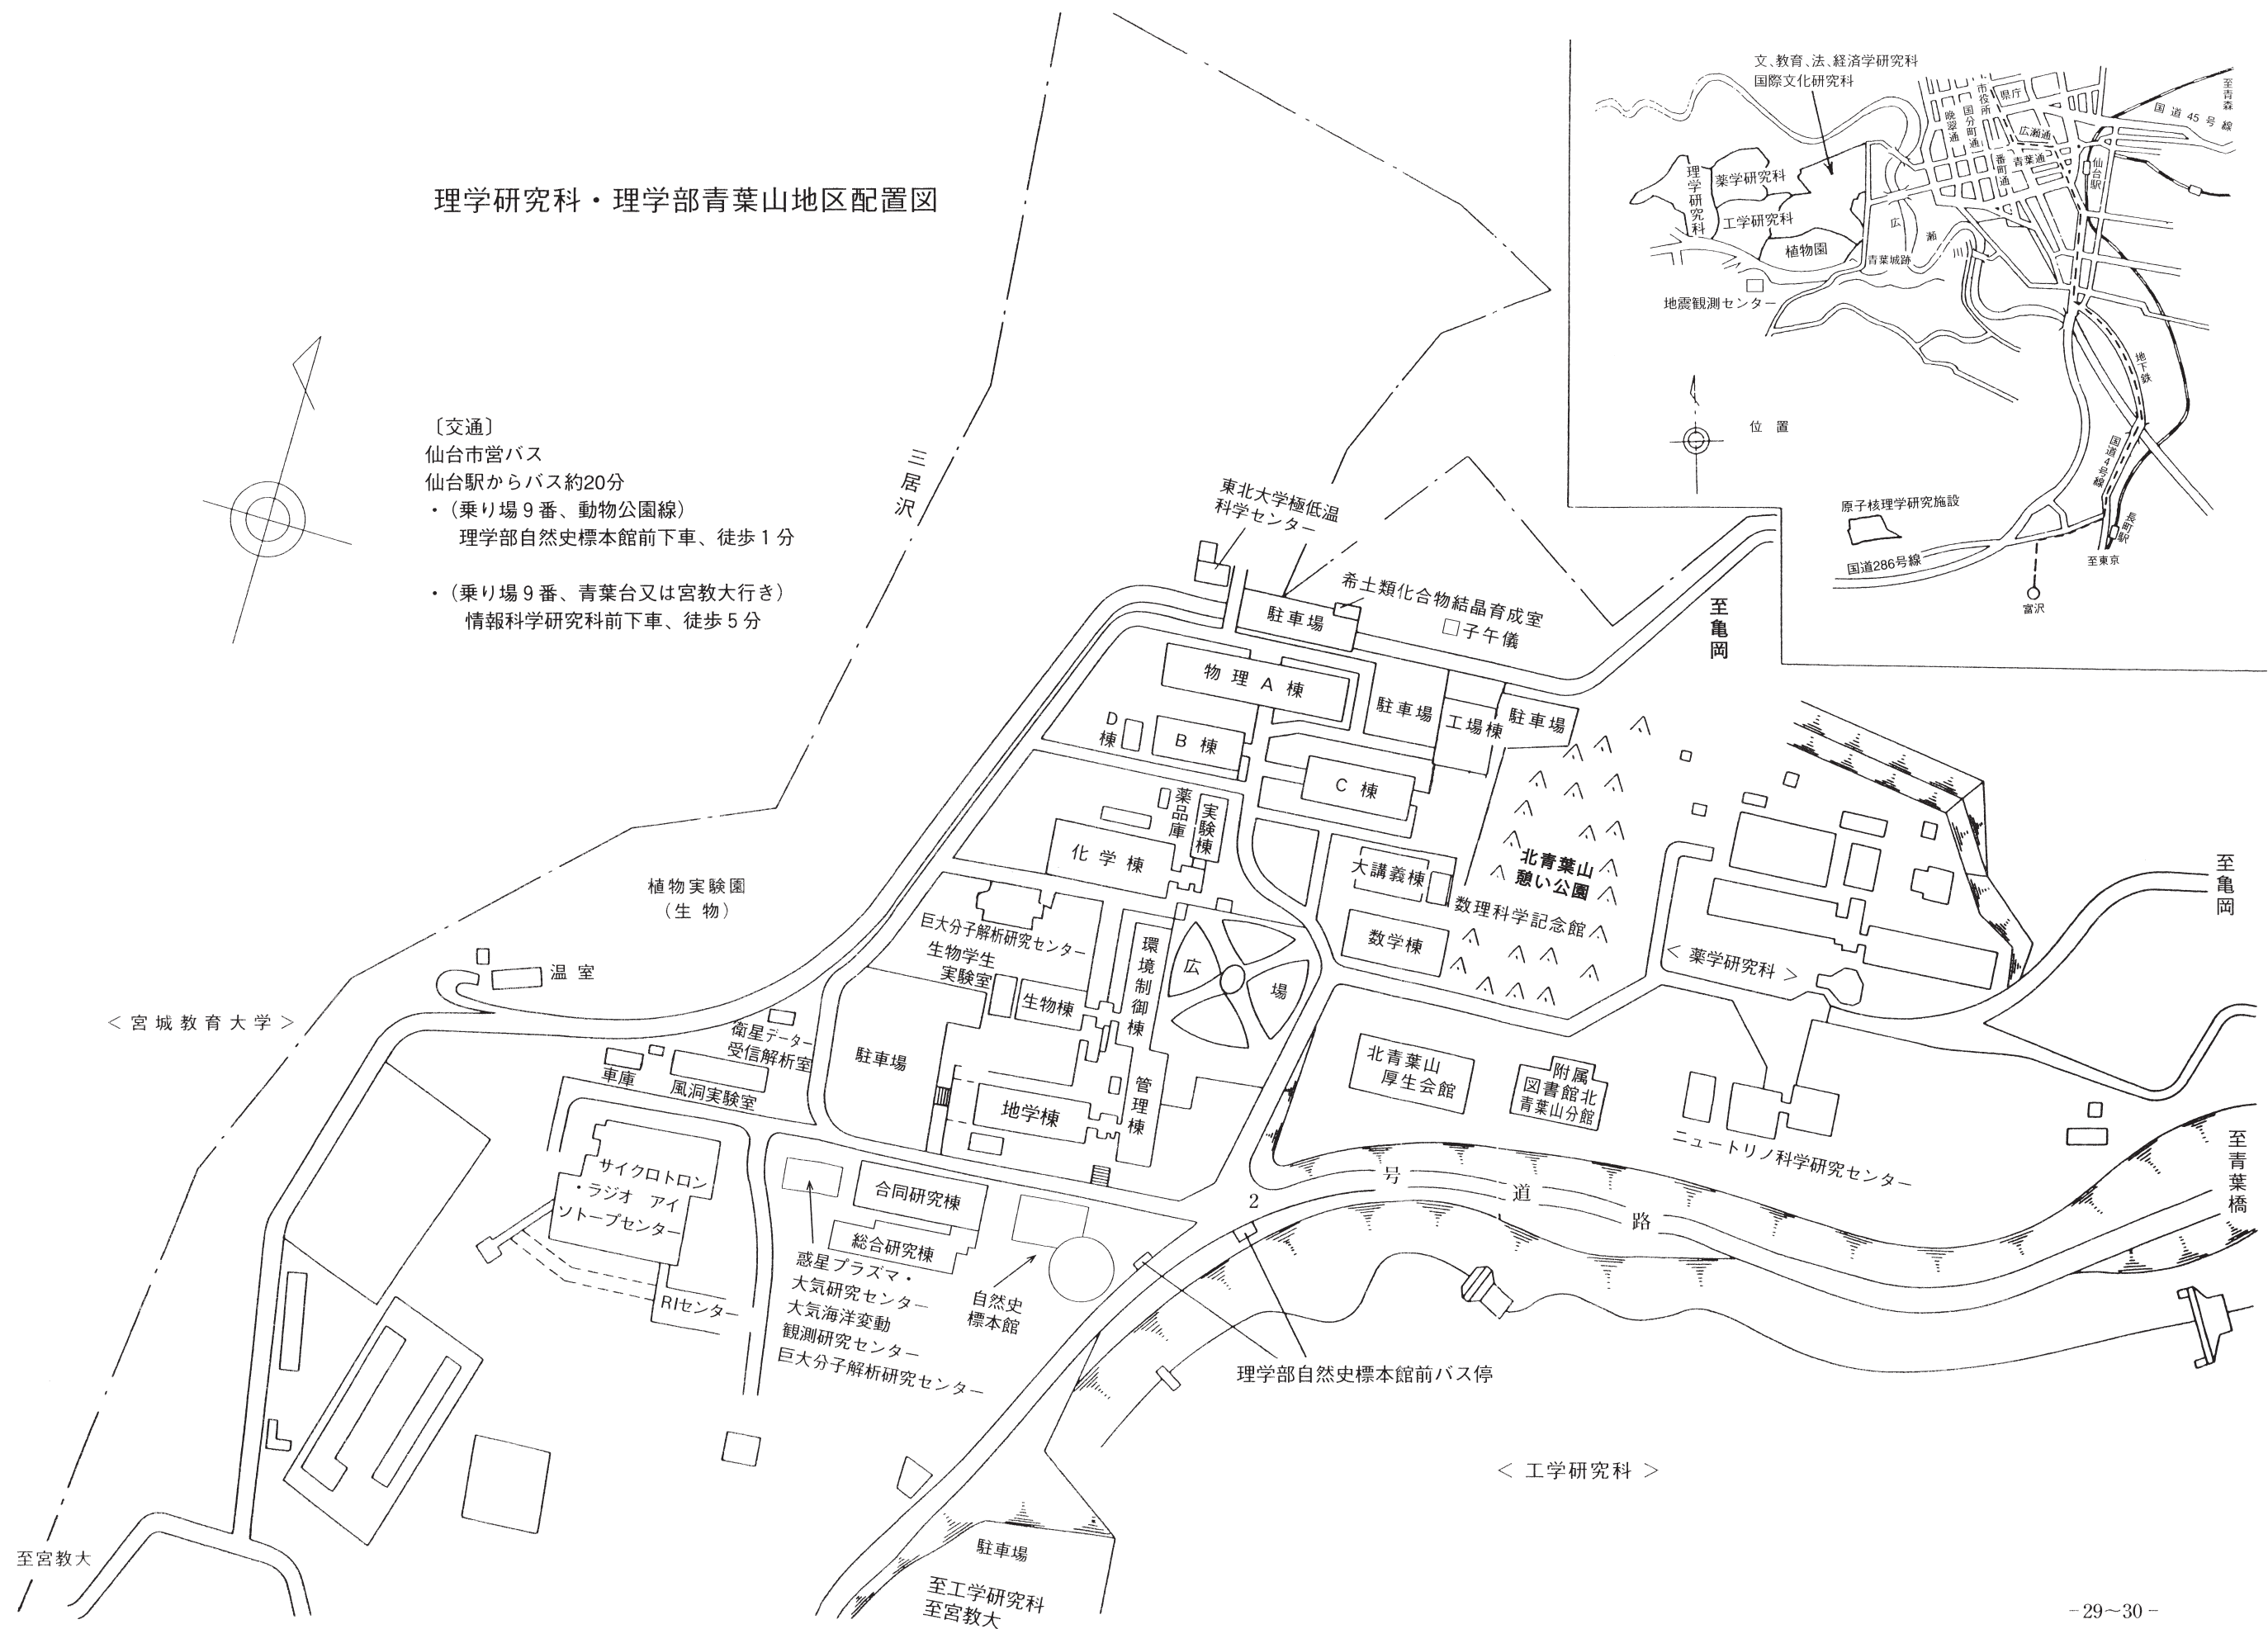 理学研究科・理学部青葉山地区配置図
〔交通〕
仙台市営バス
仙台駅からバス約20分
・（乗り場９番、動物公園線）
理学部自然史標本館前下車、徒歩１分
・（乗り場９番、青葉台又は宮教大行き）
情報科学研究科前下車、徒歩５分
文、教育、法、経済学研究科
国際文化研究科
市役所
県庁
国分町通
晩翠通
広瀬通
青葉通
番町通
仙台駅
国道45号線
至青森
理学研究科
薬学研究科
工学研究科
植物園
広瀬川
青葉城跡
地震観測センター
地下鉄
国道4号線
位置
原子核理学研究施設
国道286号線
長町駅
至東京
富沢
三居沢
東北大学極低温
科学センター
希土類化合物結晶育成室
□子午儀
駐車場
至亀岡
物理A棟
駐車場
工場棟
駐車場
D棟
B棟
C棟
薬品庫
実験棟
化学棟
大講義棟
北青葉山
憩い公園
数理科学記念館
数学棟
巨大分子解析研究センター
生物学生
実験室
生物棟
環境制御棟
広場
＜薬学研究科＞
至亀岡
植物実験園
（生物）
温室
＜宮城教育大学＞
衛星データー
受信解析室
車庫
風洞実験室
駐車場
地学棟
管理棟
北青葉山
厚生会館
附属
図書館北
青葉山分館
ニュートリノ科学研究センター
至青葉橋
サイクロトロン
・ラジオ アイ
ソトープセンター
RIセンター
合同研究棟
総合研究棟
惑星プラズマ・
大気研究センター
大気海洋変動
観測研究センター
巨大分子解析研究センター
自然史
標本館
2号道路
理学部自然史標本館前バス停
＜工学研究科＞
駐車場
至工学研究科
至宮教大
至宮教大
-29～30-